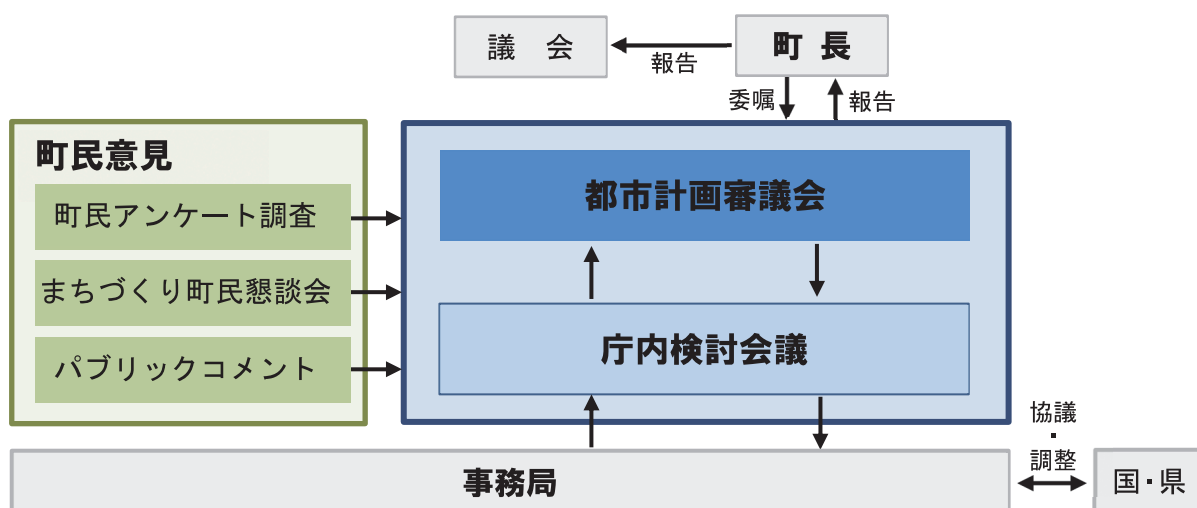 議 会
報告
町 長
委嘱
報告
町民意見
町民アンケート調査
まちづくり町民懇談会
パブリックコメント
都市計画審議会
庁内検討会議
事務局
協議
・
調整
国・県